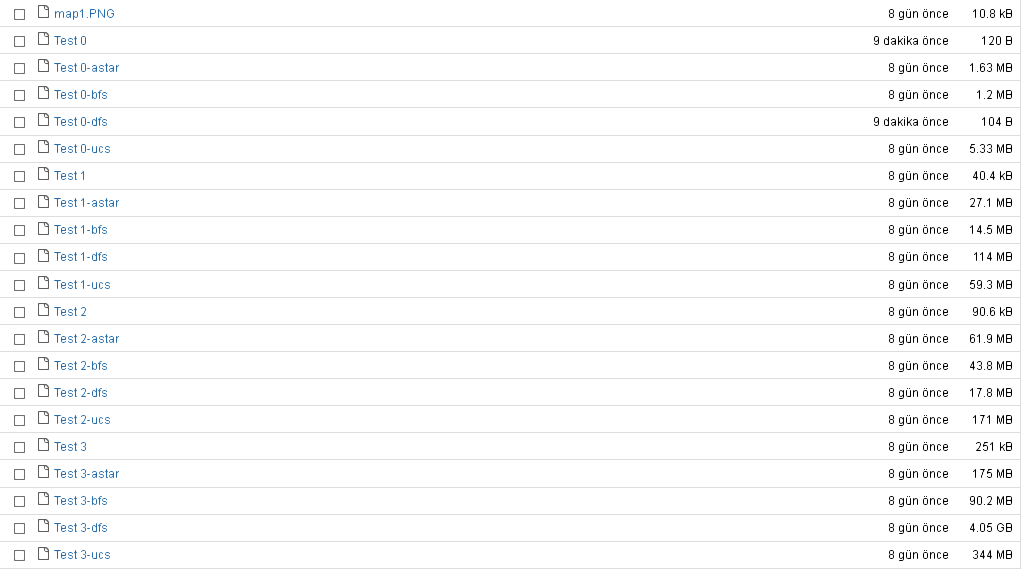 map1.PNG 8 gün önce 10.8 kB
Test 0 9 dakika önce 120 B
Test 0-astar 8 gün önce 1.63 MB
Test 0-bfs 8 gün önce 1.2 MB
Test 0-dfs 9 dakika önce 104 B
Test 0-ucs 8 gün önce 5.33 MB
Test 1 8 gün önce 40.4 kB
Test 1-astar 8 gün önce 27.1 MB
Test 1-bfs 8 gün önce 14.5 MB
Test 1-dfs 8 gün önce 114 MB
Test 1-ucs 8 gün önce 59.3 MB
Test 2 8 gün önce 90.6 kB
Test 2-astar 8 gün önce 61.9 MB
Test 2-bfs 8 gün önce 43.8 MB
Test 2-dfs 8 gün önce 17.8 MB
Test 2-ucs 8 gün önce 171 MB
Test 3 8 gün önce 251 kB
Test 3-astar 8 gün önce 175 MB
Test 3-bfs 8 gün önce 90.2 MB
Test 3-dfs 8 gün önce 4.05 GB
Test 3-ucs 8 gün önce 344 MB